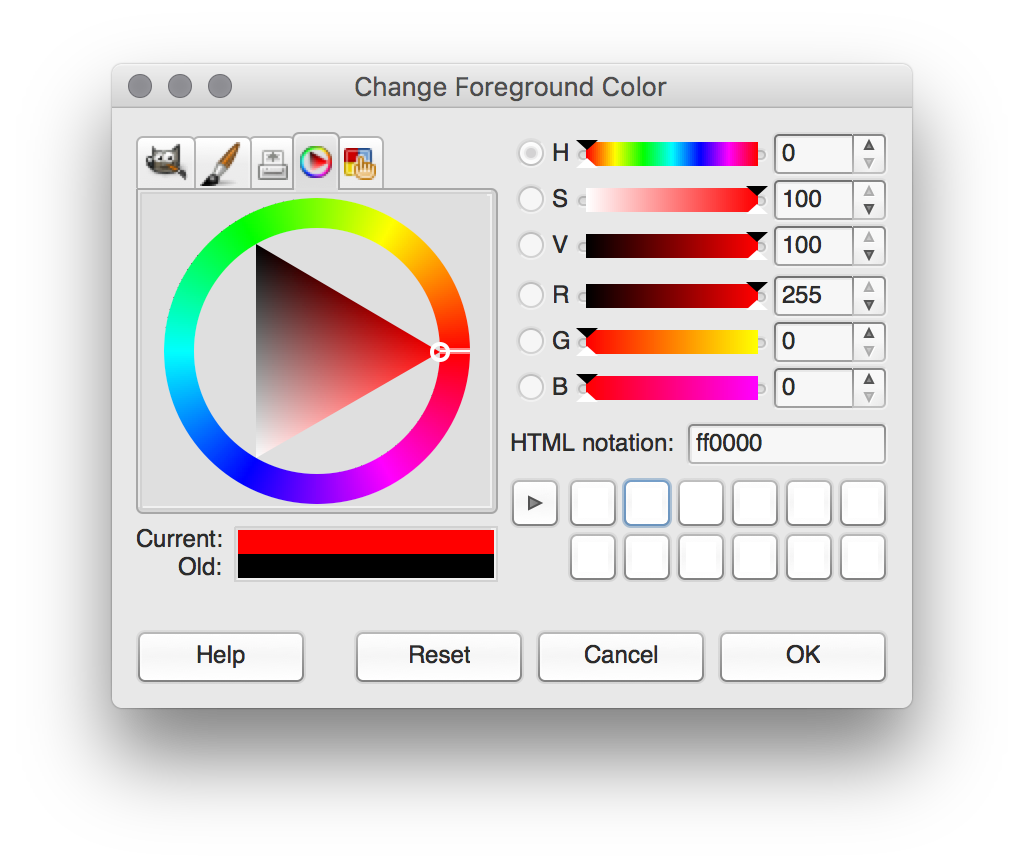 Change Foreground Color
H 0
S 100
V 100
R 255
G 0
B 0
HTML notation: ff0000
Current:
Old:
Help Reset Cancel OK